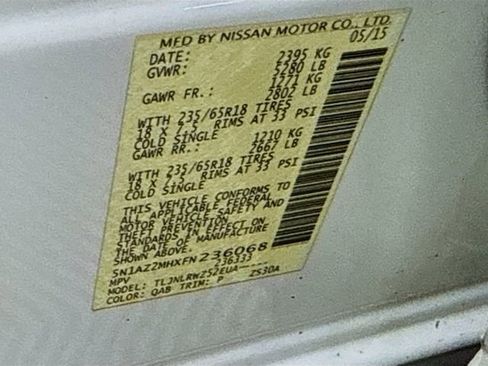 MFD BY NISSAN MOTOR CO., LTD.
DATE: 05/15
GVWR: 2395 KG
5280 LB
GAWR FR.: 1271 KG
2802 LB
WITH 235/65R18 TIRES
18 X 7.5 RIMS AT 33 PSI
COLD SINGLE
GAWR RR.: 1210 KG
2667 LB
WITH 235/65R18 TIRES
18 X 7.5 RIMS AT 33 PSI
COLD SINGLE
THIS VEHICLE CONFORMS TO
ALL APPLICABLE FEDERAL
MOTOR VEHICLE SAFETY AND
THEFT PREVENTION
STANDARDS IN EFFECT ON
THE DATE OF MANUFACTURE
SHOWN ABOVE.
5N1AZ2MHXFN236068
MPV 236333
MODEL: TLJNLRWZ52EUA----
COLOR: QAB TRIM: P Z530A